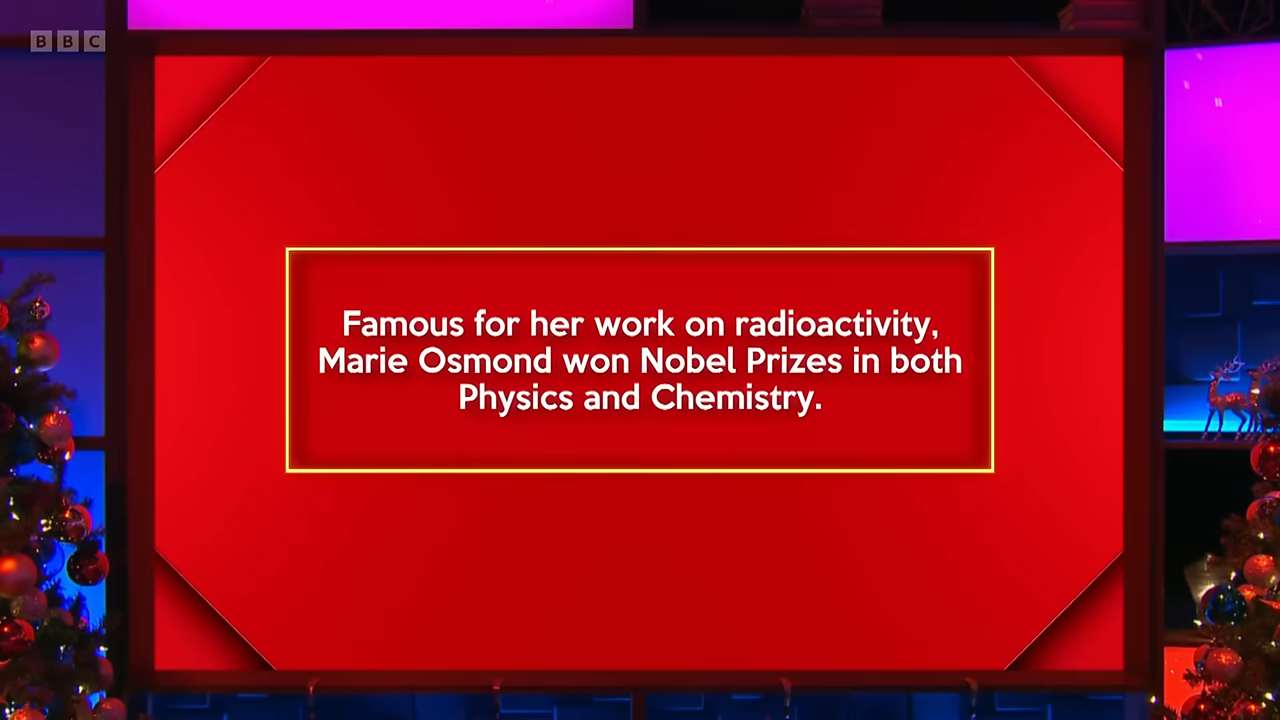 BBC
Famous for her work on radioactivity,
Marie Osmond won Nobel Prizes in both
Physics and Chemistry.